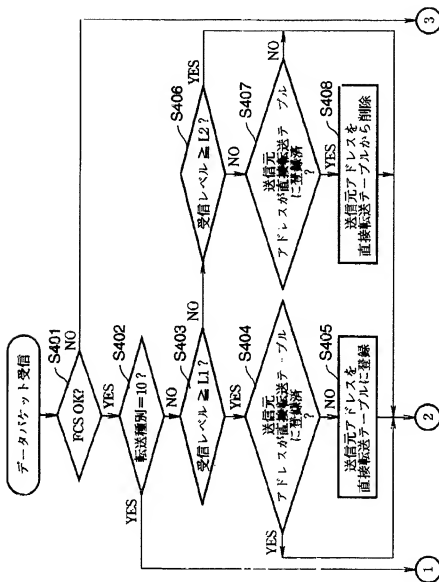 データパケット受信
S401
FCS OK?
NO
YES
S402
転送種別=10?
YES
NO
S403
受信レベル ≧ L1?
NO
YES
S404
送信元
アドレスが直接転送テーブル
に登録済
?
YES
NO
S405
送信元アドレスを
直接転送テーブルに登録
S406
受信レベル ≧ L2?
YES
NO
S407
送信元
アドレスが直接転送テーブル
に登録済
?
NO
YES
S408
送信元アドレスを
直接転送テーブルから削除
1
2
3